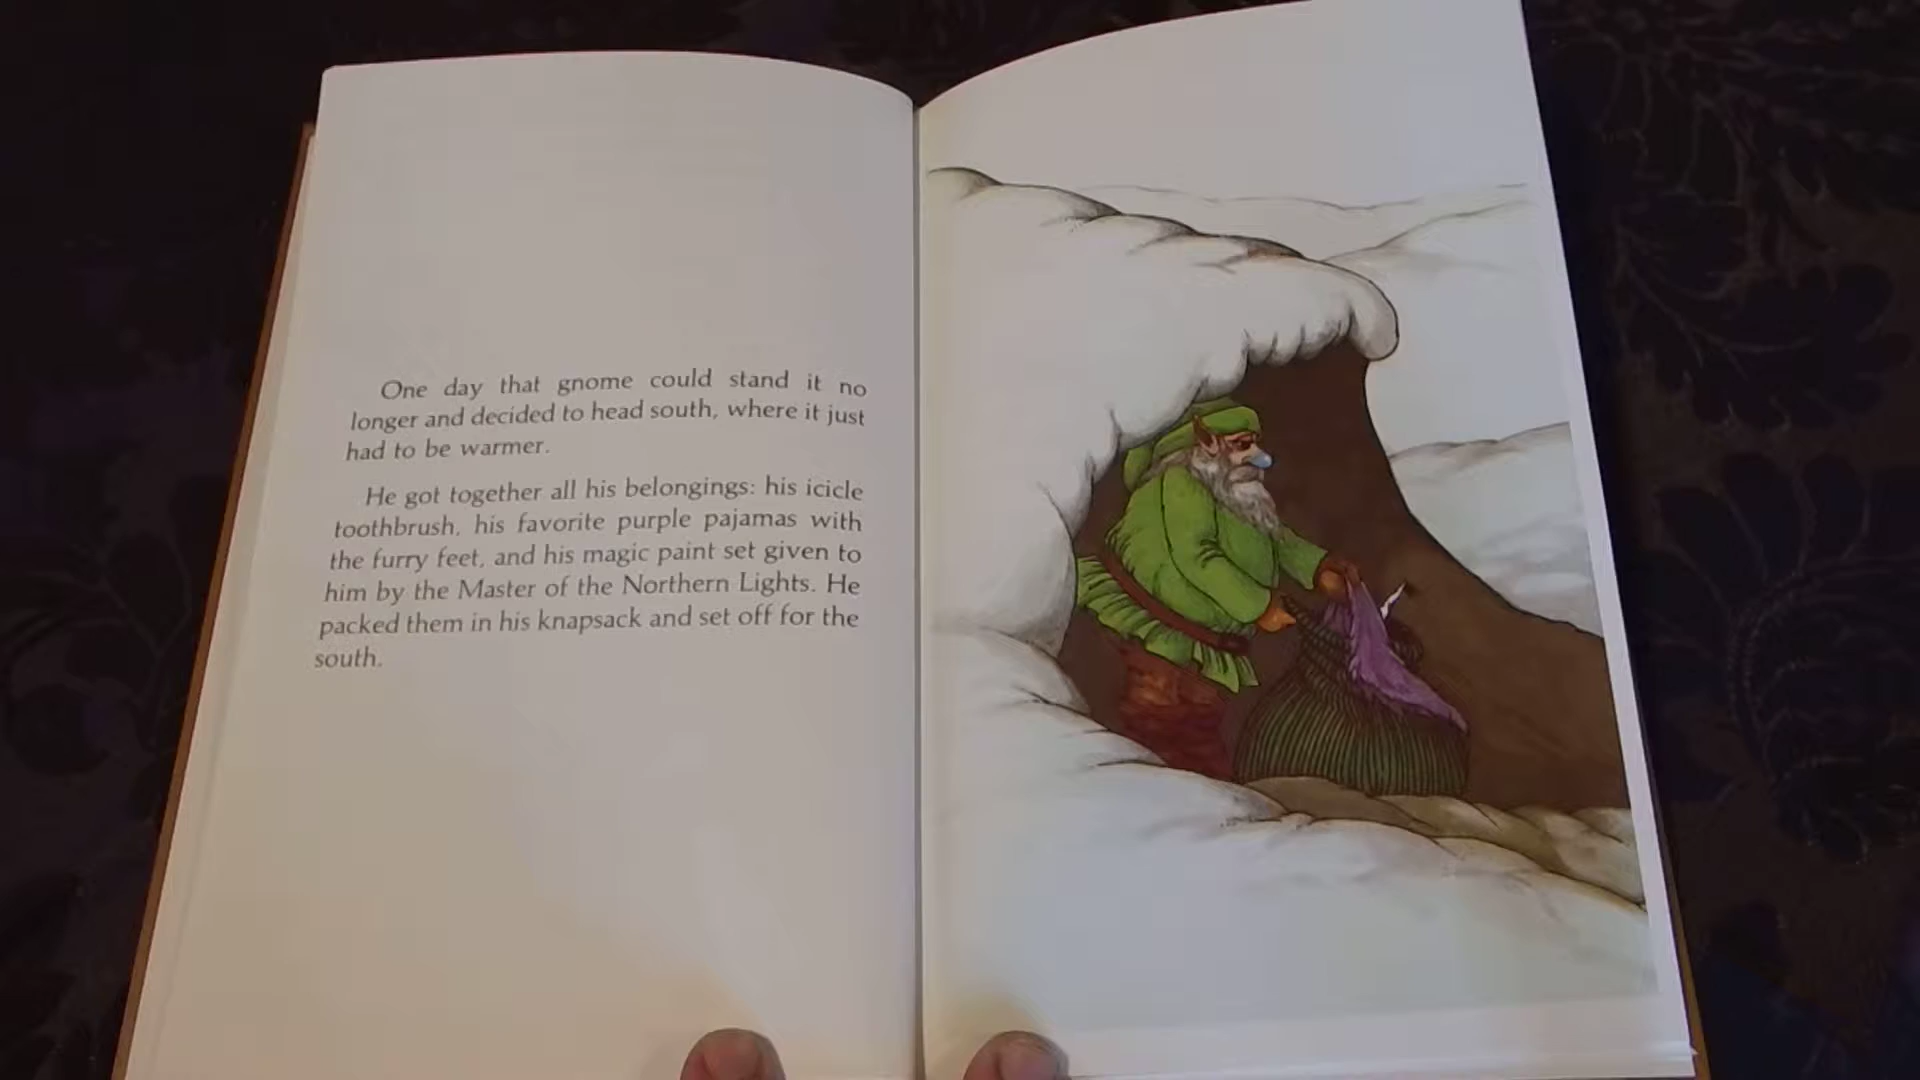 One day that gnome could stand it no
longer and decided to head south, where it just
had to be warmer.
He got together all his belongings: his icicle
toothbrush, his favorite purple pajamas with
the furry feet, and his magic paint set given to
him by the Master of the Northern Lights. He
packed them in his knapsack and set off for the
south.